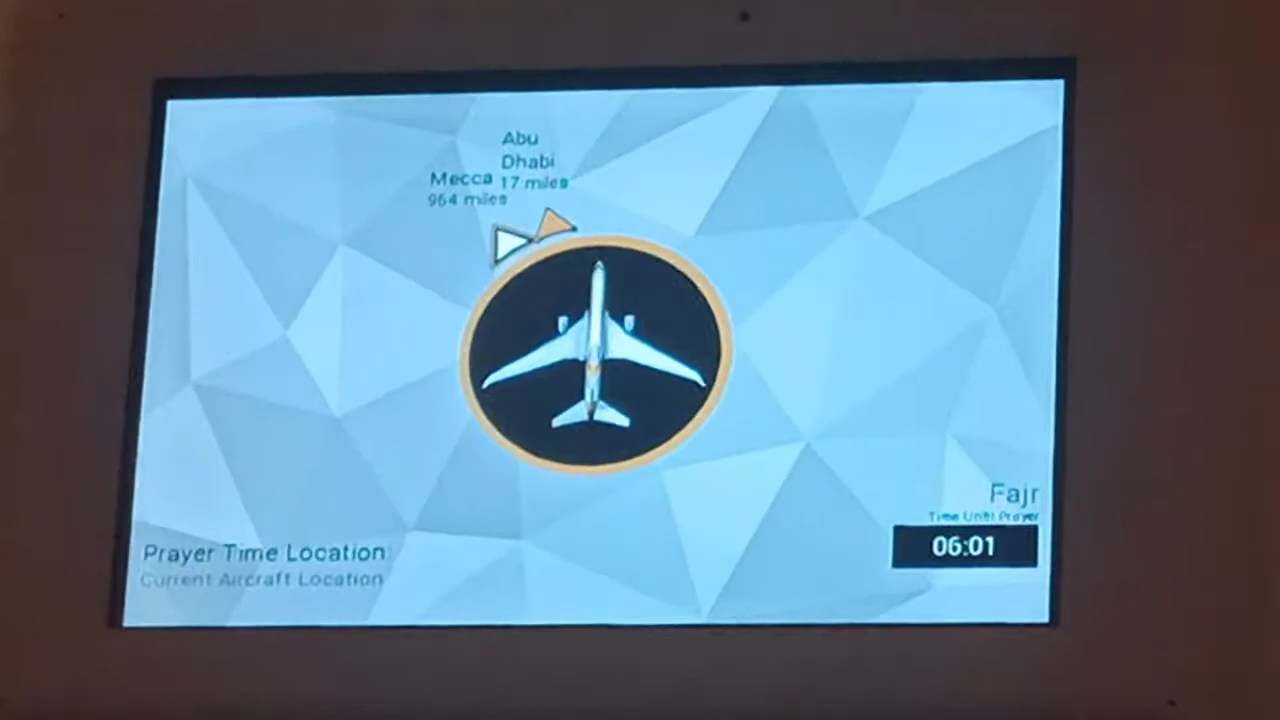 Abu
Dhabi
17 miles
Mecca
964 miles
Fajr
Time Until Prayer
06:01
Prayer Time Location
Current Aircraft Location